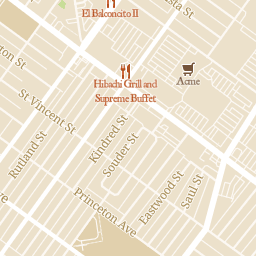 El Balconcito II
Hibachi Grill and
Supreme Buffet
Acme
St Vincent St
Rutland St
Kindred St
Souder St
Princeton Ave
Eastwood St
Saul St